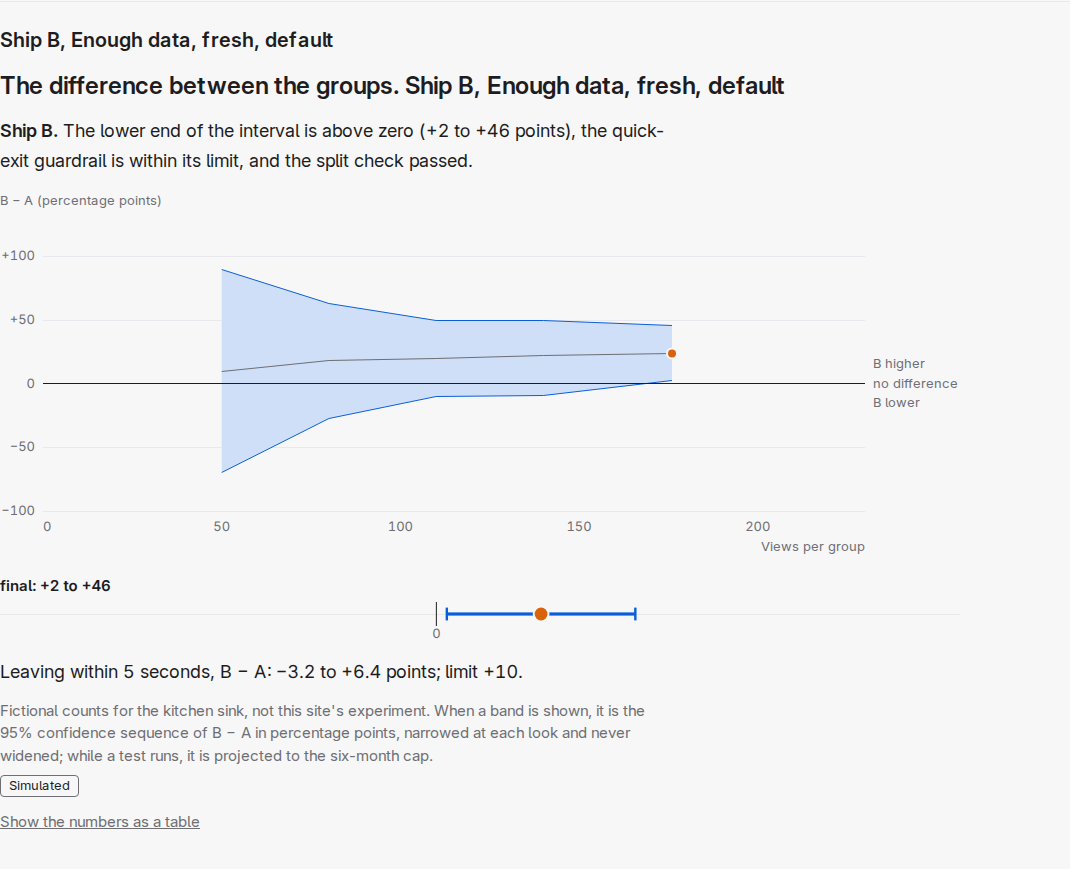 Ship B, Enough data, fresh, default
The difference between the groups. Ship B, Enough data, fresh, default
Ship B. The lower end of the interval is above zero (+2 to +46 points), the quick-
exit guardrail is within its limit, and the split check passed.
B − A (percentage points)
+100
+50
0
−50
−100
B higher
no difference
B lower
0 50 100 150 200
Views per group
final: +2 to +46
0
Leaving within 5 seconds, B − A: −3.2 to +6.4 points; limit +10.
Fictional counts for the kitchen sink, not this site's experiment. When a band is shown, it is the
95% confidence sequence of B − A in percentage points, narrowed at each look and never
widened; while a test runs, it is projected to the six-month cap.
Simulated
Show the numbers as a table